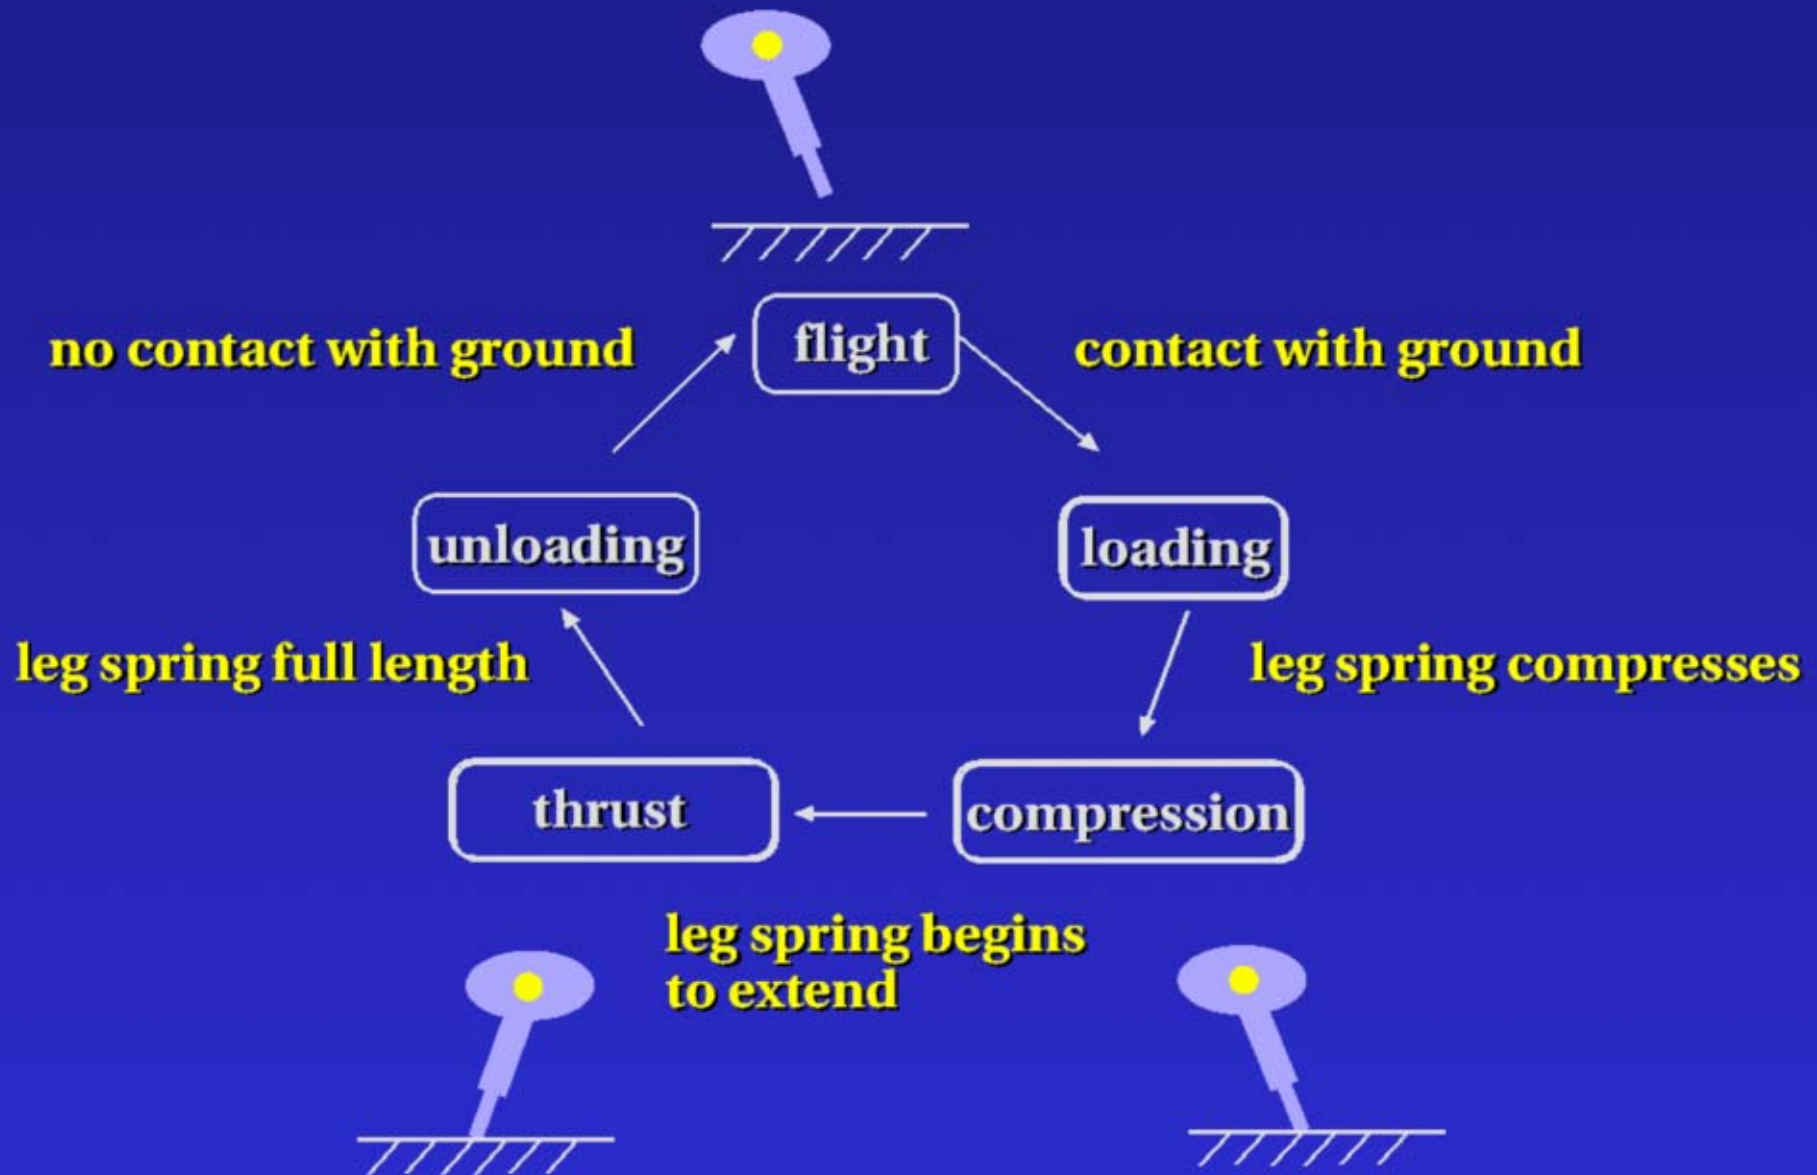 no contact with ground
flight
contact with ground
unloading
loading
leg spring full length
leg spring compresses
thrust
compression
leg spring begins
to extend